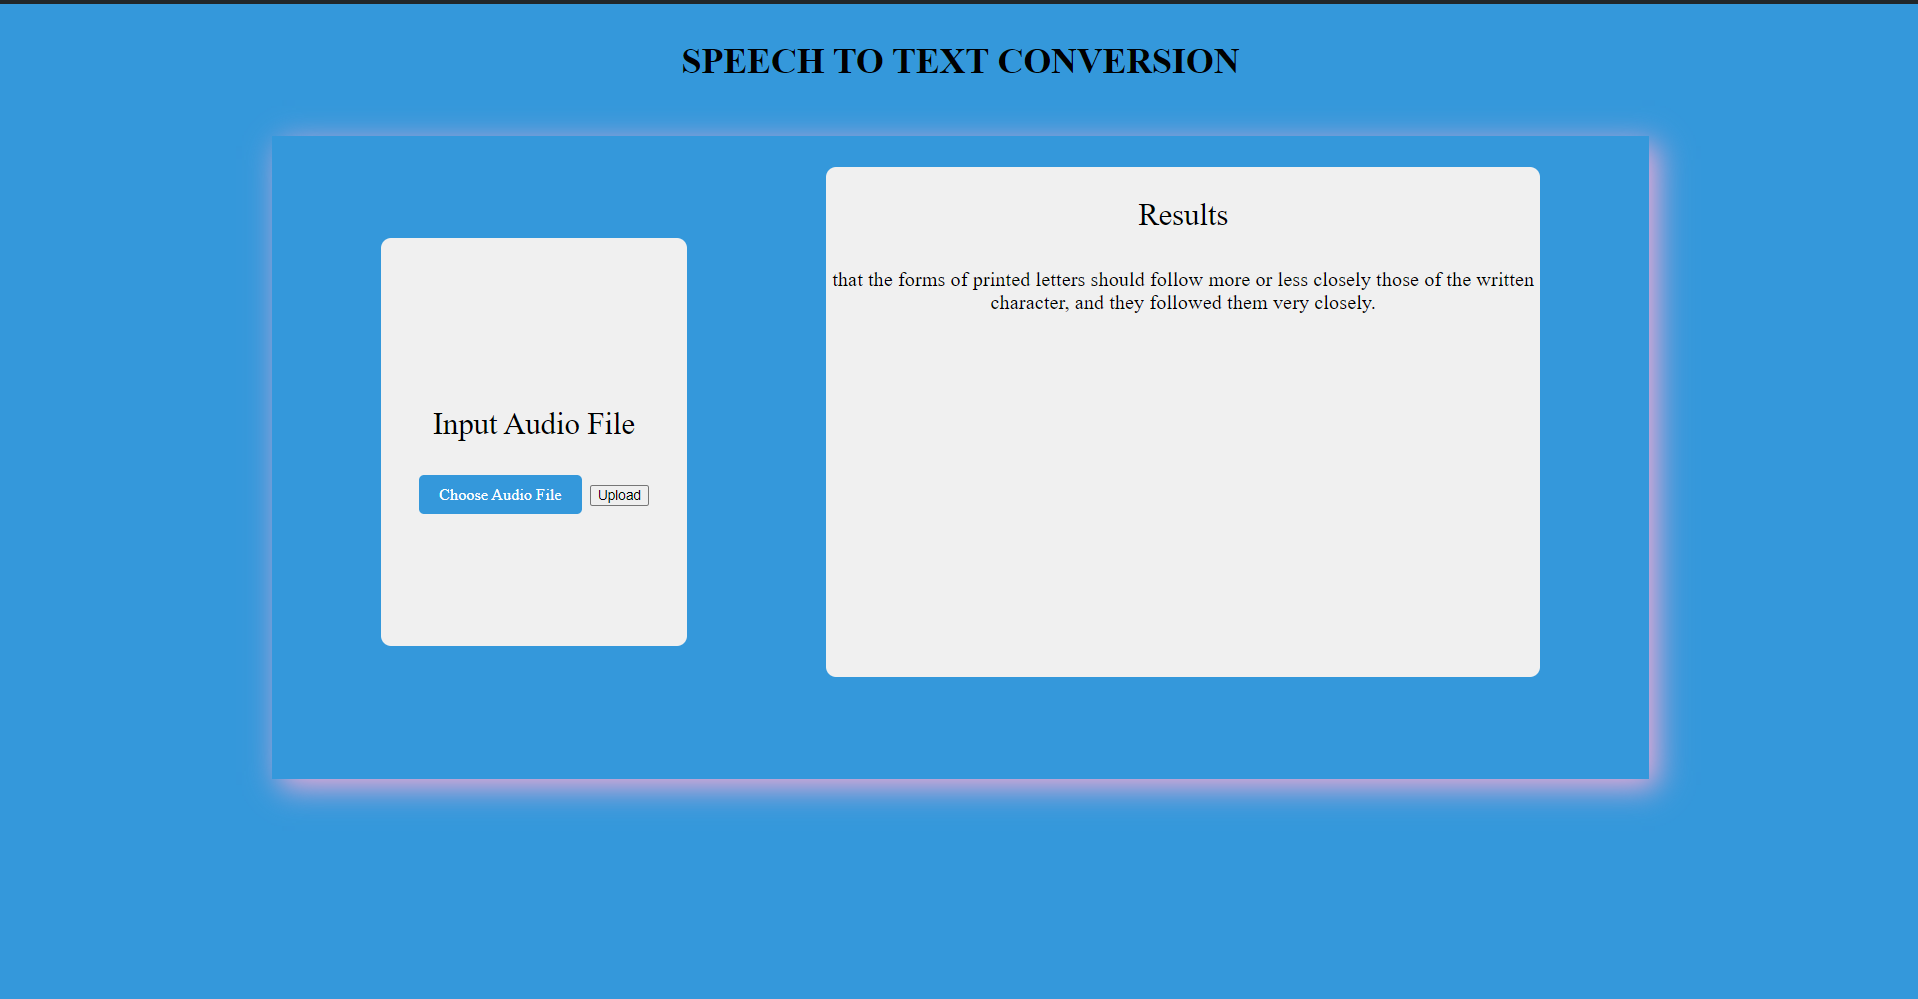 SPEECH TO TEXT CONVERSION
Input Audio File
Choose Audio File
Upload
Results
that the forms of printed letters should follow more or less closely those of the written
character, and they followed them very closely.